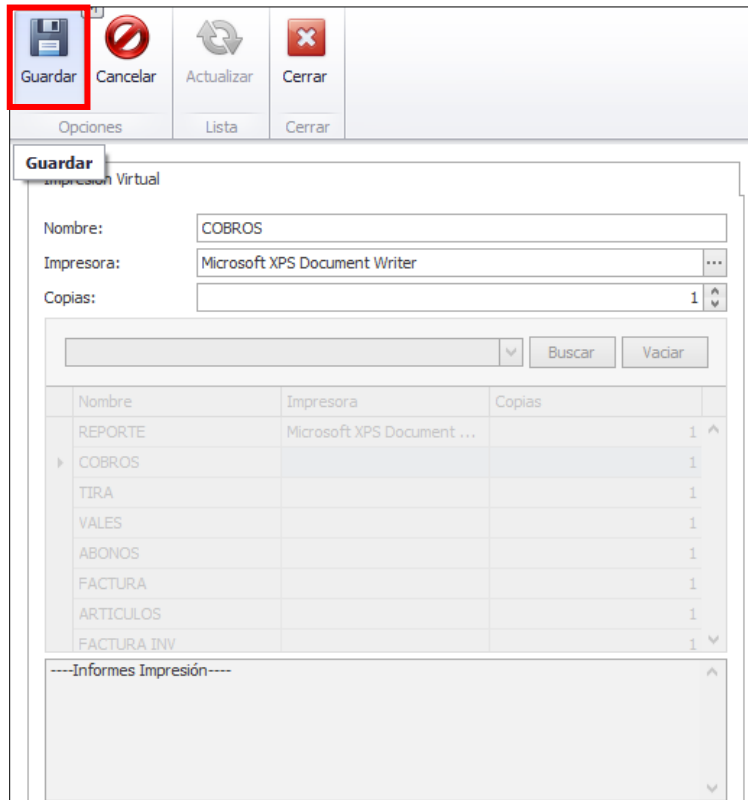 Guardar Cancelar Actualizar Cerrar
Opciones Lista Cerrar
Guardar
Impresión Virtual
Nombre: COBROS
Impresora: Microsoft XPS Document Writer ...
Copias: 1
Buscar Vaciar
Nombre Impresora Copias
REPORTE Microsoft XPS Document ... 1
COBROS 1
TIRA 1
VALES 1
ABONOS 1
FACTURA 1
ARTICULOS 1
FACTURA INV 1
----Informes Impresión----